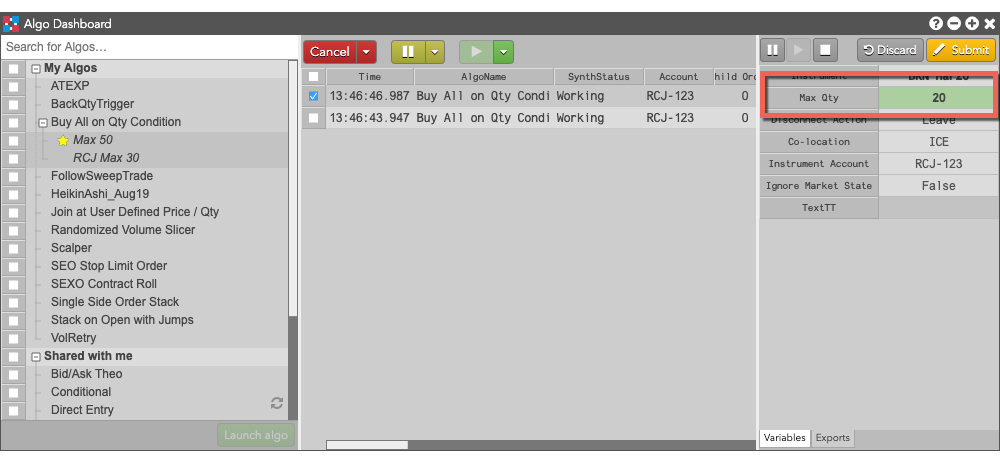 Algo Dashboard
Search for Algos...
My Algos
ATEXP
BackQtyTrigger
Buy All on Qty Condition
Max 50
RCJ Max 30
FollowSweepTrade
HeikinAshi_Aug19
Join at User Defined Price / Qty
Randomized Volume Slicer
Scalper
SEO Stop Limit Order
SEXO Contract Roll
Single Side Order Stack
Stack on Open with Jumps
VolRetry
Shared with me
Bid/Ask Theo
Conditional
Direct Entry
Launch algo
Cancel
Time AlgoName SynthStatus Account hild Orc
13:46:46.987 Buy All on Qty Condi Working RCJ-123 0
13:46:43.947 Buy All on Qty Condi Working RCJ-123 0
Discard Submit
Instrument BRN Mar20
Max Qty 20
Disconnect Action Leave
Co-location ICE
Instrument Account RCJ-123
Ignore Market State False
TextTT
Variables Exports